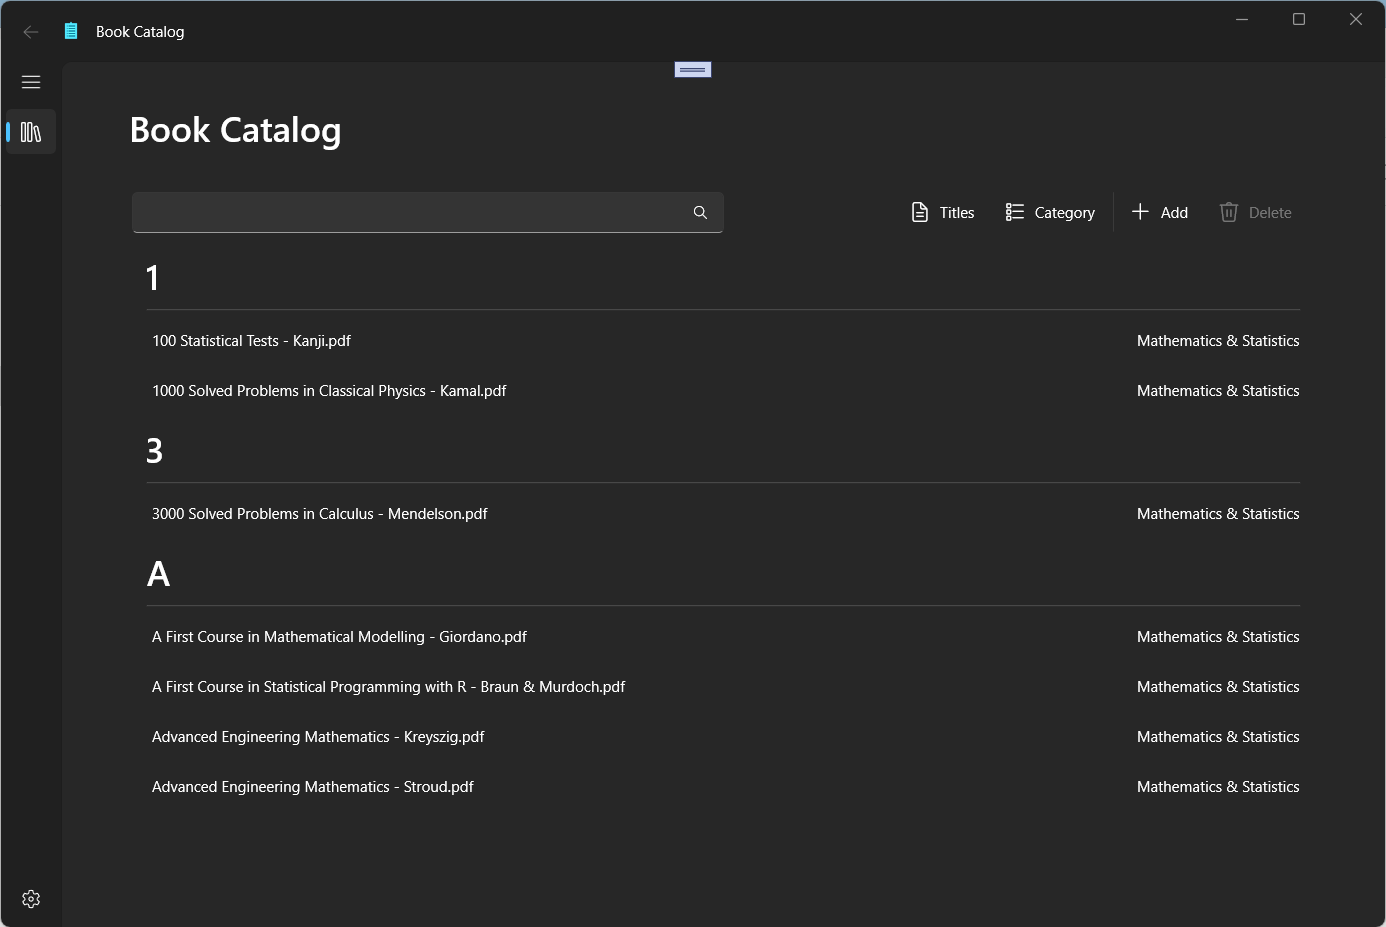 Book Catalog
Book Catalog
Titles Category Add Delete
1
100 Statistical Tests - Kanji.pdf Mathematics & Statistics
1000 Solved Problems in Classical Physics - Kamal.pdf Mathematics & Statistics
3
3000 Solved Problems in Calculus - Mendelson.pdf Mathematics & Statistics
A
A First Course in Mathematical Modelling - Giordano.pdf Mathematics & Statistics
A First Course in Statistical Programming with R - Braun & Murdoch.pdf Mathematics & Statistics
Advanced Engineering Mathematics - Kreyszig.pdf Mathematics & Statistics
Advanced Engineering Mathematics - Stroud.pdf Mathematics & Statistics